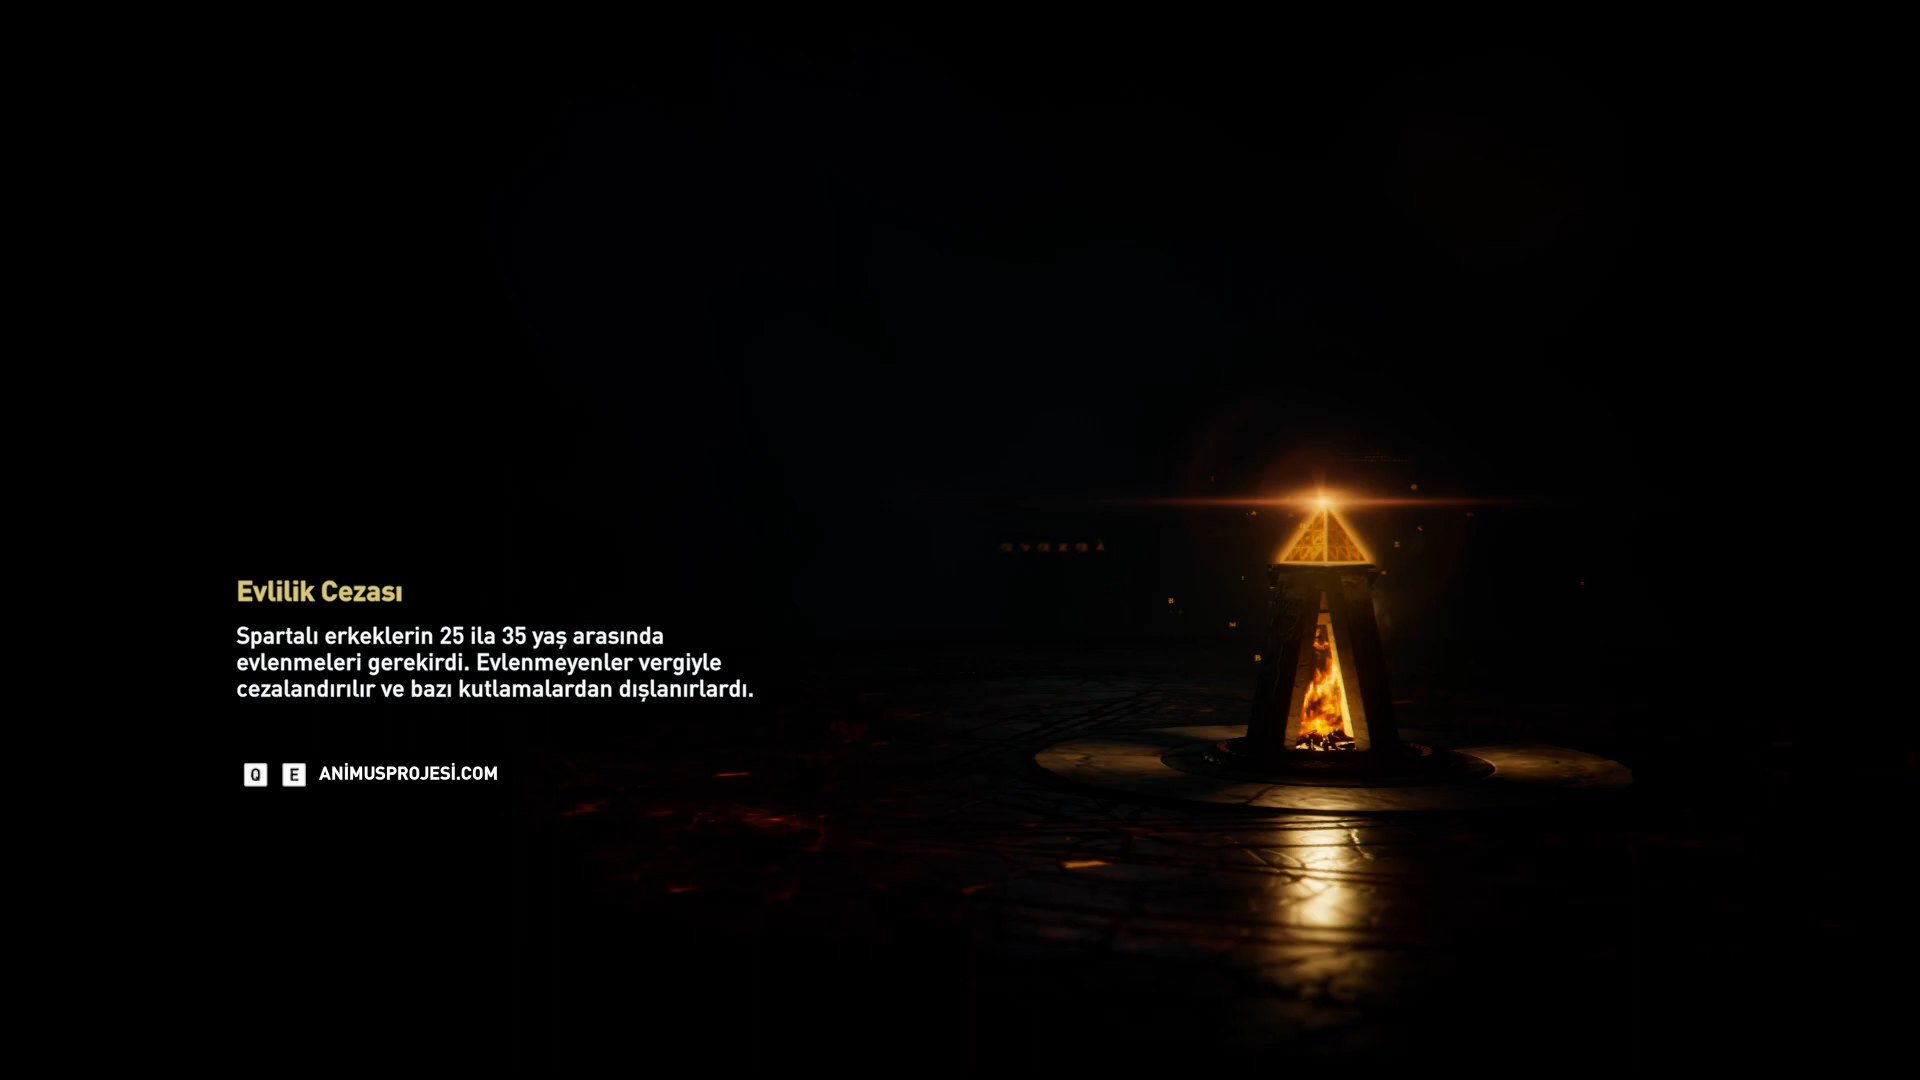 Evlilik Cezası
Spartalı erkeklerin 25 ila 35 yaş arasında
evlenmeleri gerekirdi. Evlenmeyenler vergiyle
cezalandırılır ve bazı kutlamalardan dışlanırlardı.
Q E ANİMUSPROJESİ.COM